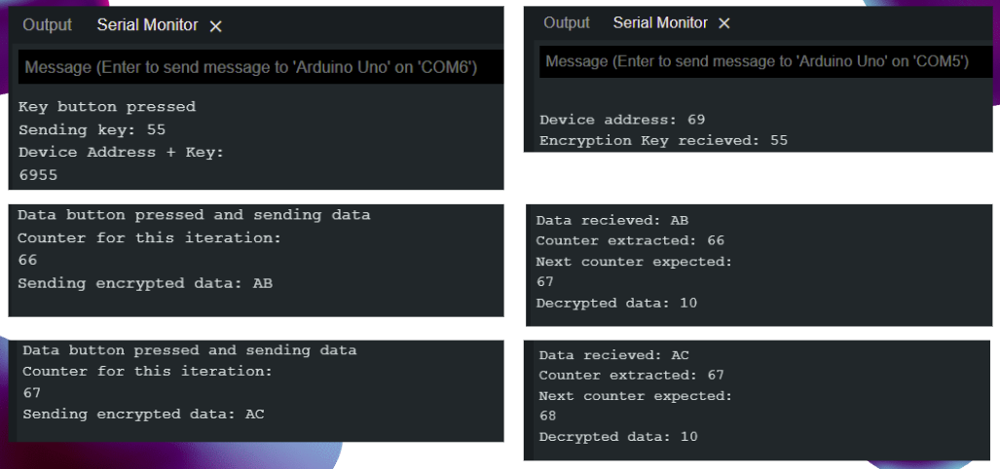 Output Serial Monitor ×
Message (Enter to send message to 'Arduino Uno' on 'COM6')
Key button pressed
Sending key: 55
Device Address + Key:
6955
Data button pressed and sending data
Counter for this iteration:
66
Sending encrypted data: AB
Data button pressed and sending data
Counter for this iteration:
67
Sending encrypted data: AC
Output Serial Monitor ×
Message (Enter to send message to 'Arduino Uno' on 'COM5')
Device address: 69
Encryption Key recieved: 55
Data recieved: AB
Counter extracted: 66
Next counter expected:
67
Decrypted data: 10
Data recieved: AC
Counter extracted: 67
Next counter expected:
68
Decrypted data: 10